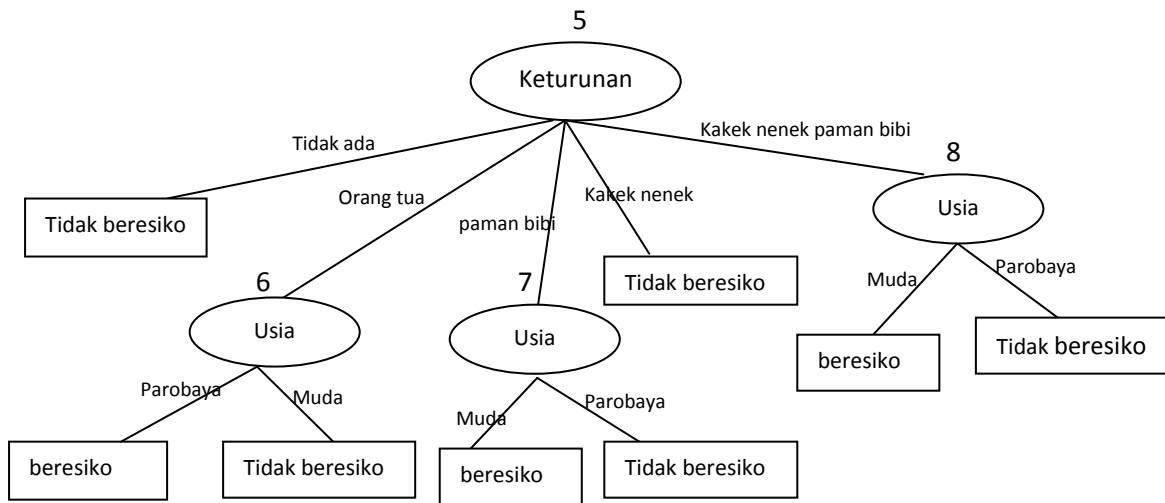 5
Keturunan
Tidak ada
Orang tua
paman bibi
Kakek nenek
Kakek nenek paman bibi
8
Tidak beresiko
Usia
Tidak beresiko
Muda
Parobaya
6
7
Usia
Usia
beresiko
Tidak beresiko
Parobaya
Muda
Muda
Parobaya
beresiko
Tidak beresiko
beresiko
Tidak beresiko